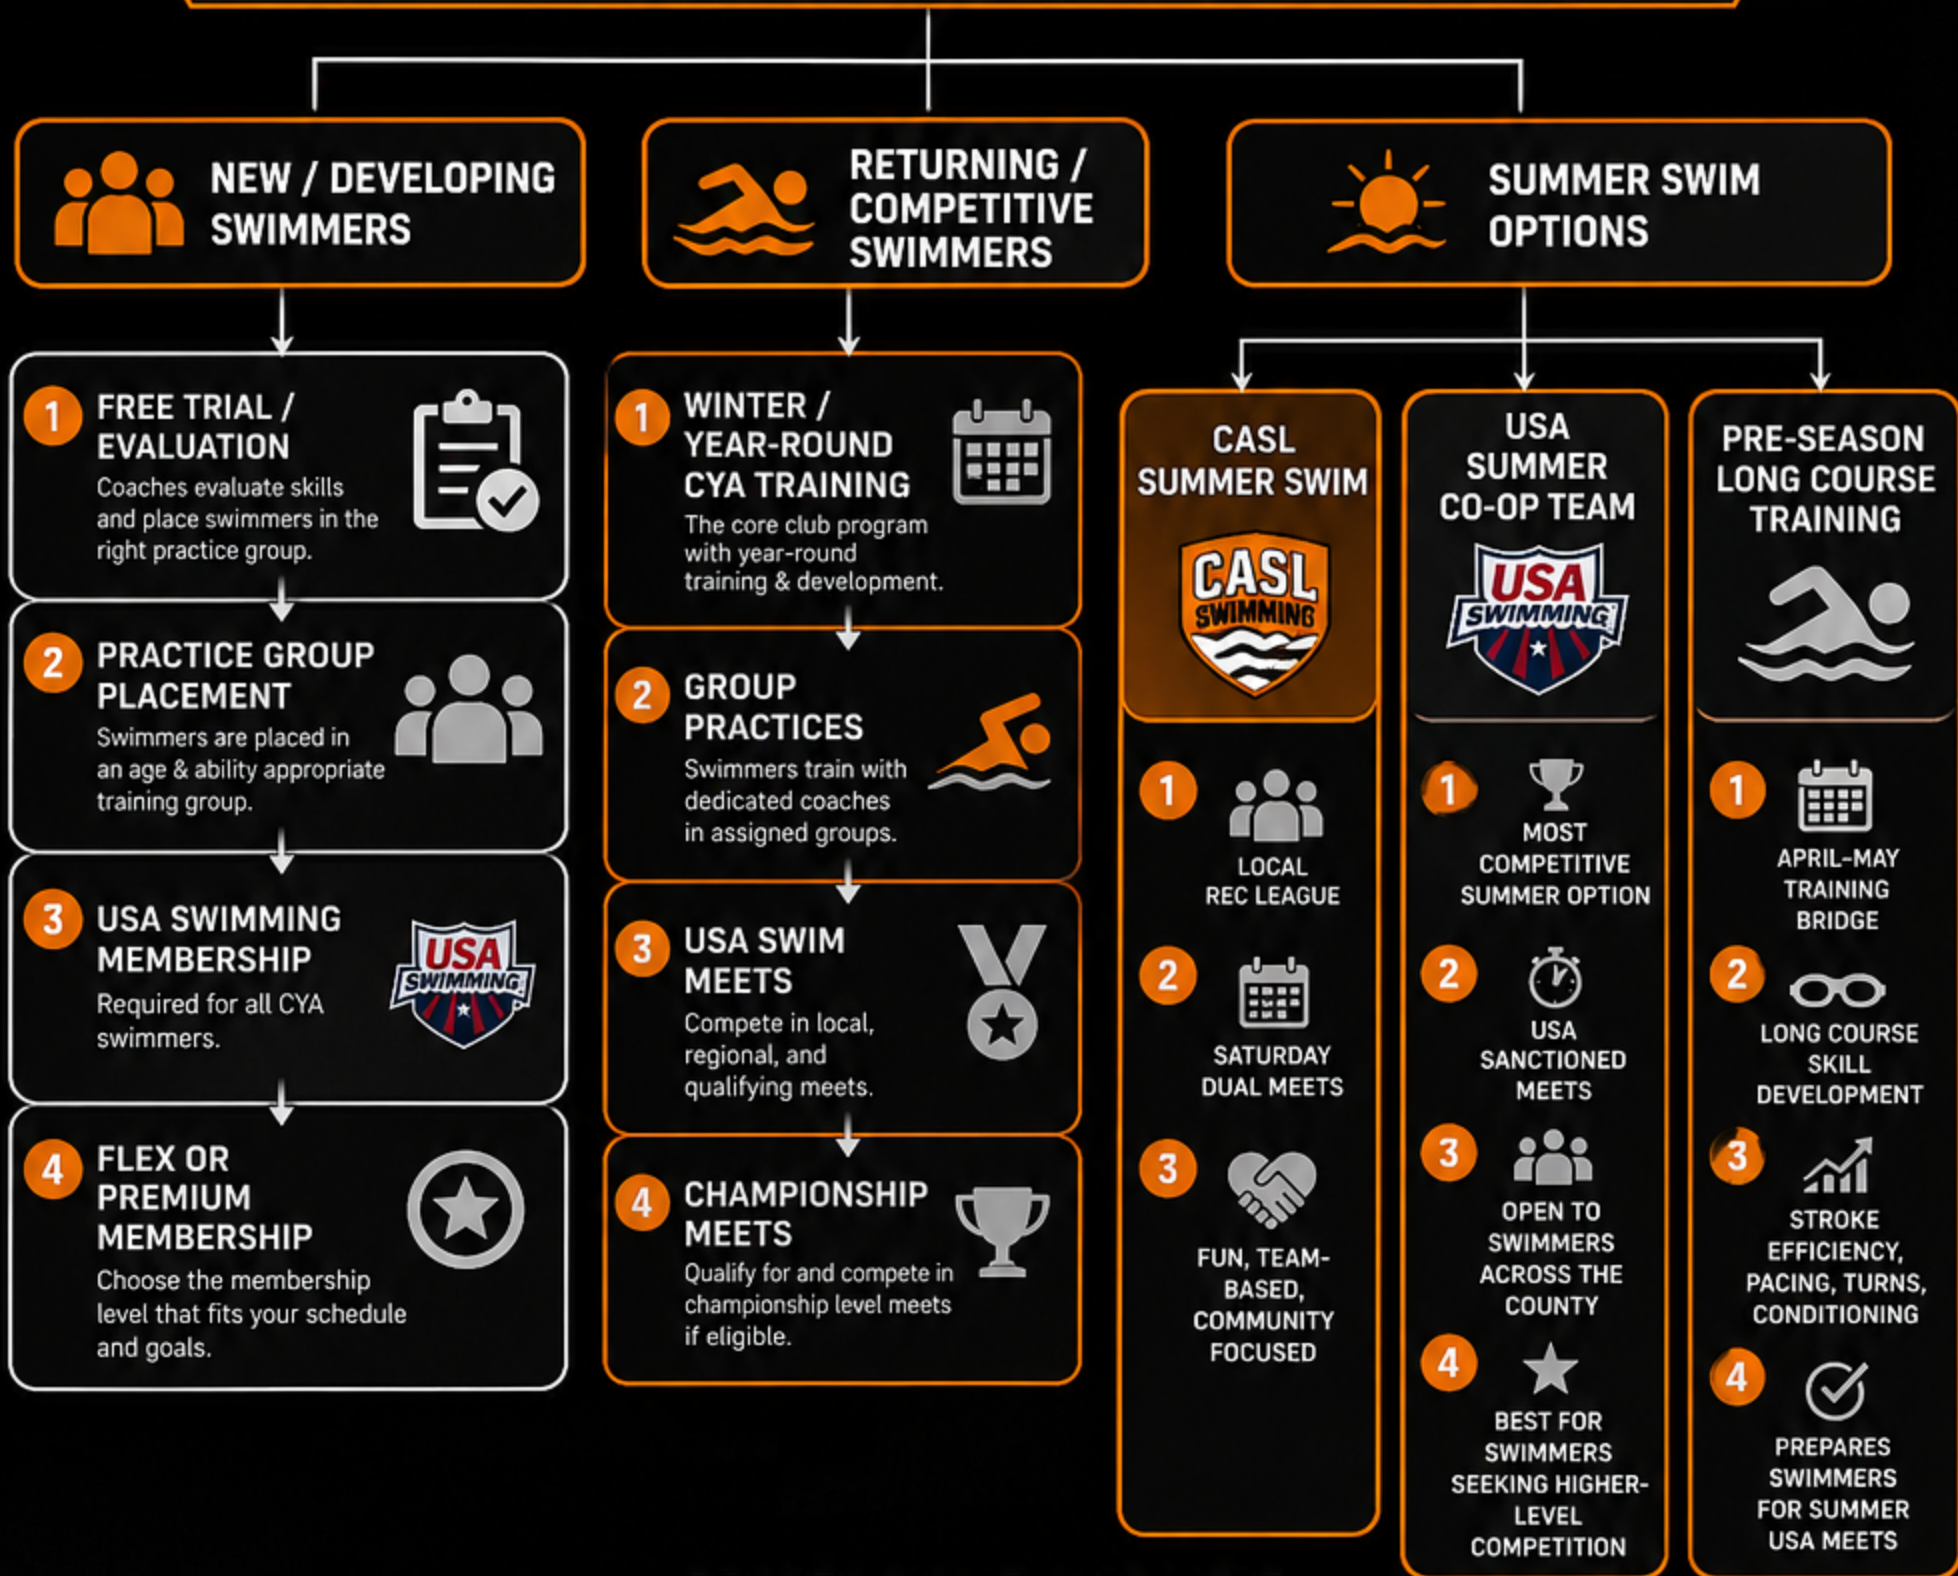 NEW / DEVELOPING
SWIMMERS
1
FREE TRIAL /
EVALUATION
Coaches evaluate skills
and place swimmers in the
right practice group.
2
PRACTICE GROUP
PLACEMENT
Swimmers are placed in
an age & ability appropriate
training group.
3
USA SWIMMING
MEMBERSHIP
Required for all CYA
swimmers.
USA
SWIMMING
4
FLEX OR
PREMIUM
MEMBERSHIP
Choose the membership
level that fits your schedule
and goals.
RETURNING /
COMPETITIVE
SWIMMERS
1
WINTER /
YEAR-ROUND
CYA TRAINING
The core club program
with year-round
training & development.
2
GROUP
PRACTICES
Swimmers train with
dedicated coaches
in assigned groups.
3
USA SWIM
MEETS
Compete in local,
regional, and
qualifying meets.
4
CHAMPIONSHIP
MEETS
Qualify for and compete in
championship level meets
if eligible.
SUMMER SWIM
OPTIONS
CASL
SUMMER SWIM
CASL
SWIMMING
1
LOCAL
REC LEAGUE
2
SATURDAY
DUAL MEETS
3
FUN, TEAM-
BASED,
COMMUNITY
FOCUSED
USA
SUMMER
CO-OP TEAM
USA
SWIMMING
1
MOST
COMPETITIVE
SUMMER OPTION
2
USA
SANCTIONED
MEETS
3
OPEN TO
SWIMMERS
ACROSS THE
COUNTY
4
BEST FOR
SWIMMERS
SEEKING HIGHER-
LEVEL
COMPETITION
PRE-SEASON
LONG COURSE
TRAINING
1
APRIL–MAY
TRAINING
BRIDGE
2
LONG COURSE
SKILL
DEVELOPMENT
3
STROKE
EFFICIENCY,
PACING, TURNS,
CONDITIONING
4
PREPARES
SWIMMERS
FOR SUMMER
USA MEETS